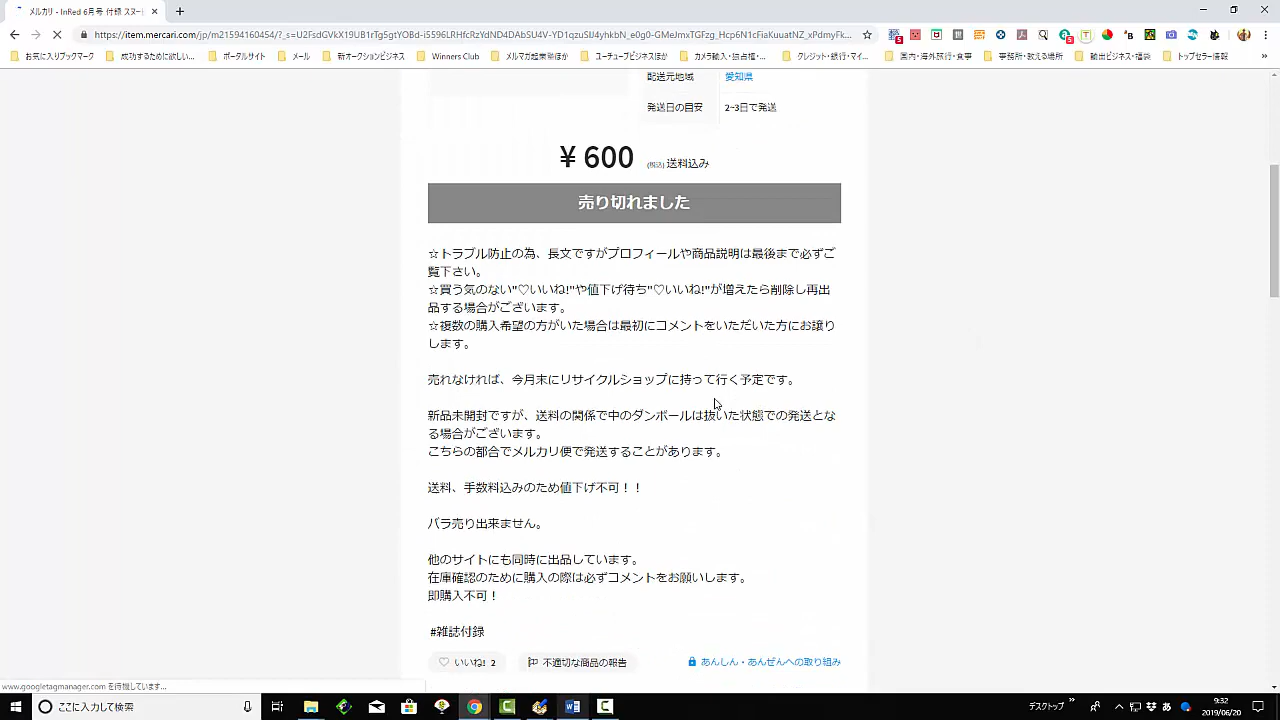 メルカリ - InRed 6月号 付録 スヌー
https://item.mercari.com/jp/m21594160454/?_s=
お気に入りブックマーク 成功するために欲しい... ポータルサイト メール 新オークションビジネス Winners Club メルマガ起業塾ほか ユーチューブビジネスほか カメラ輸入・独占権・... クレジット・銀行・マイ... 国内・海外旅行・食事 事務所・教える場所 輸出ビジネス・福袋 トップセラー情報 »
配送元地域 愛知県
発送日の目安 2~3日で発送
¥ 600 (税込) 送料込み
売り切れました
☆トラブル防止の為、長文ですがプロフィールや商品説明は最後まで必ずご
覧下さい。
☆買う気のない"♡いいね!"や値下げ待ち"♡いいね!"が増えたら削除し再出
品する場合がございます。
☆複数の購入希望の方がいた場合は最初にコメントをいただいた方にお譲り
します。
売れなければ、今月末にリサイクルショップに持って行く予定です。
新品未開封ですが、送料の関係で中のダンボールは抜いた状態での発送とな
る場合がございます。
こちらの都合でメルカリ便で発送することがあります。
送料、手数料込みのため値下げ不可！！
バラ売り出来ません。
他のサイトにも同時に出品しています。
在庫確認のために購入の際は必ずコメントをお願いします。
即購入不可！
#雑誌付録
いいね! 2 不適切な商品の報告 あんしん・あんぜんへの取り組み
www.googletagmanager.com を待機しています...
ここに入力して検索 デスクトップ » あ 9:32
2019/06/20